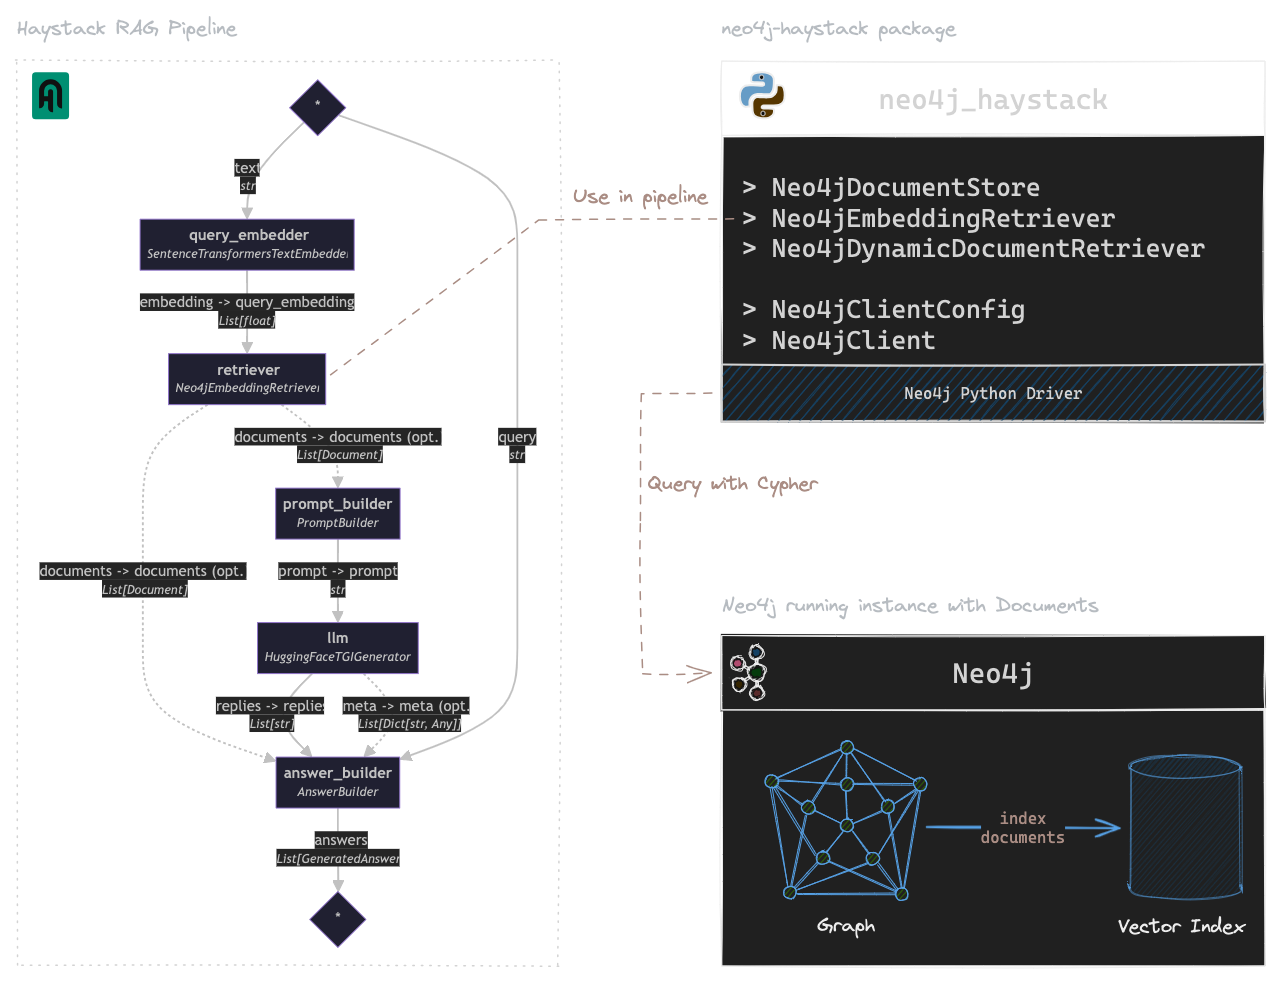 Haystack RAG Pipeline
*
text
str
query_embedder
SentenceTransformersTextEmbedder
embedding -> query_embedding
List[float]
retriever
Neo4jEmbeddingRetriever
documents -> documents (opt.
List[Document]
query
str
prompt_builder
PromptBuilder
documents -> documents (opt.
List[Document]
prompt -> prompt
str
llm
HuggingFaceTGIGenerator
replies -> replies
List[str]
meta -> meta (opt.
List[Dict[str, Any]]
answer_builder
AnswerBuilder
answers
List[GeneratedAnswer
*
Use in pipeline
Query with Cypher
neo4j-haystack package
neo4j_haystack
> Neo4jDocumentStore
> Neo4jEmbeddingRetriever
> Neo4jDynamicDocumentRetriever
> Neo4jClientConfig
> Neo4jClient
Neo4j Python Driver
Neo4j running instance with Documents
Neo4j
index
documents
Graph
Vector Index